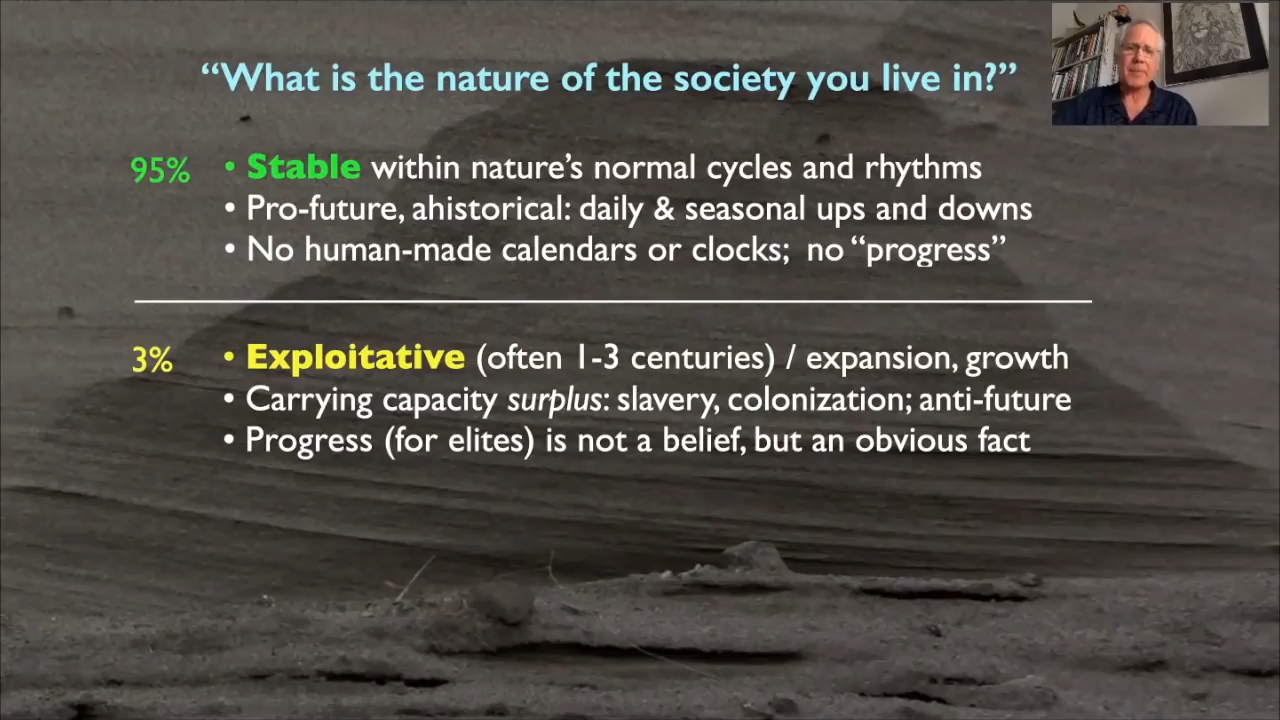 “What is the nature of the society you live in?”
95% • Stable within nature’s normal cycles and rhythms
• Pro-future, ahistorical: daily & seasonal ups and downs
• No human-made calendars or clocks; no “progress”
3% • Exploitative (often 1-3 centuries) / expansion, growth
• Carrying capacity surplus: slavery, colonization; anti-future
• Progress (for elites) is not a belief, but an obvious fact